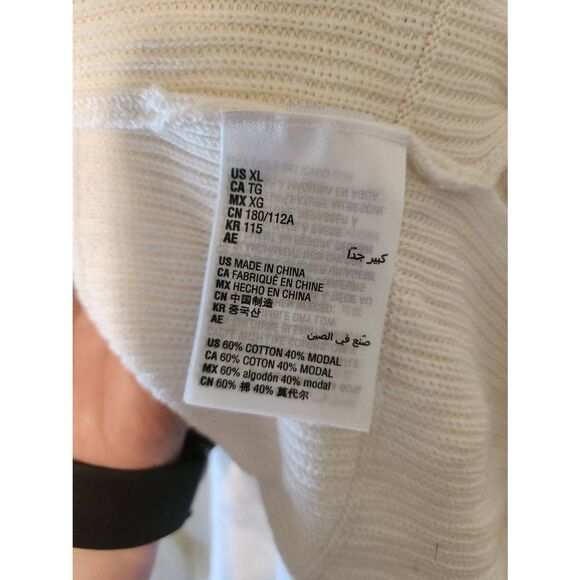 US XL
CA TG
MX XG
CN 180/112A
KR 115
AE كبير جدًا
US MADE IN CHINA
CA FABRIQUÉ EN CHINE
MX HECHO EN CHINA
CN 中国制造
KR 중국산
AE صُنع في الصين
US 60% COTTON 40% MODAL
CA 60% COTON 40% MODAL
MX 60% algodón 40% modal
CN 60% 棉 40% 莫代尔